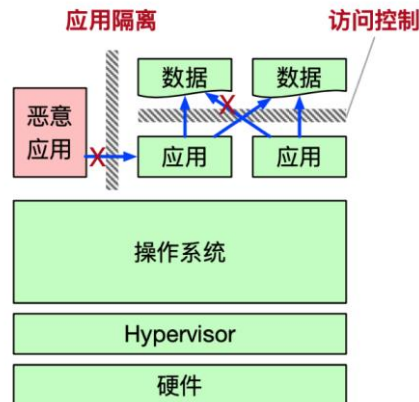 应用隔离
访问控制
数据
数据
恶意
应用
X
X
应用
应用
操作系统
Hypervisor
硬件